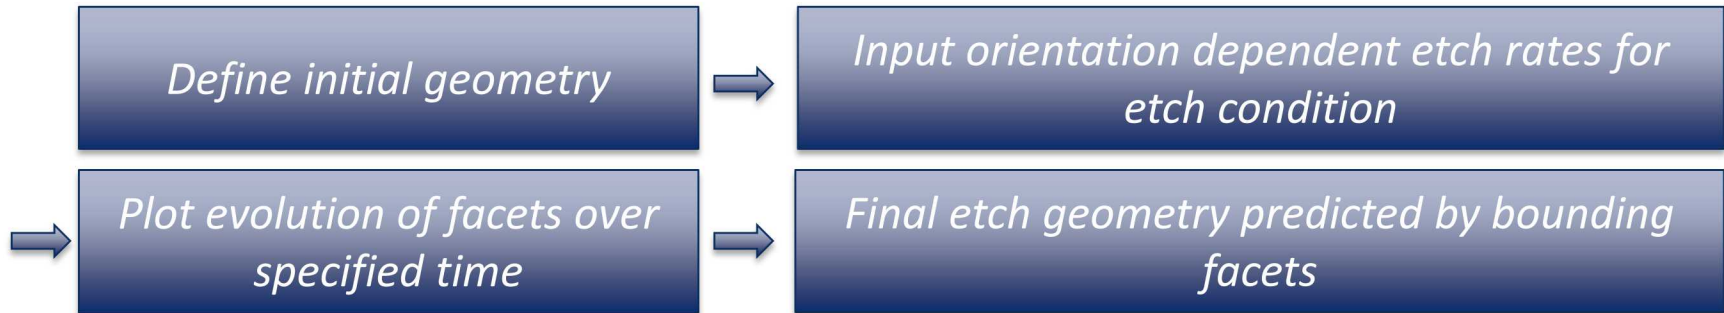 Define initial geometry
Input orientation dependent etch rates for
etch condition
Plot evolution of facets over
specified time
Final etch geometry predicted by bounding
facets